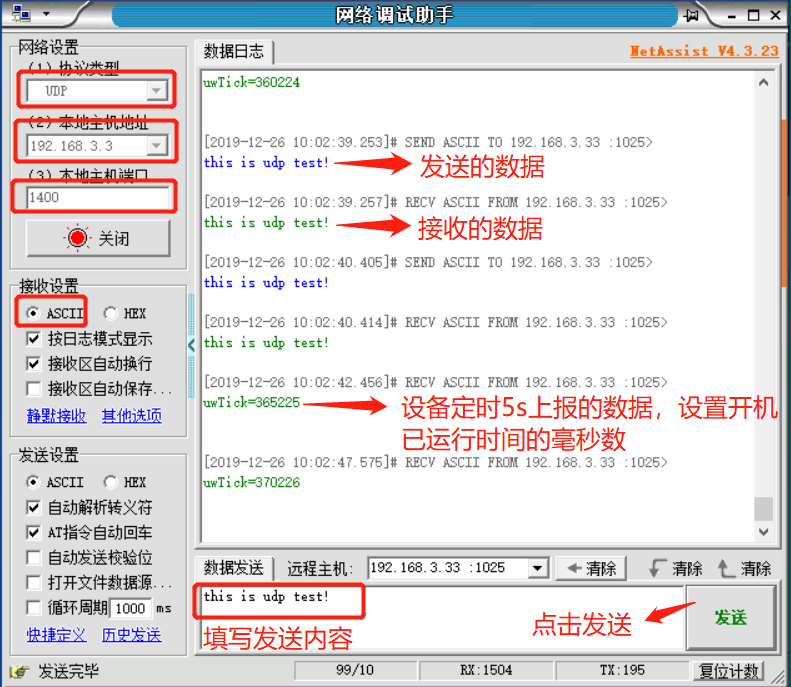 网络调试助手
网络设置
(1) 协议类型
UDP
(2) 本地主机地址
192.168.3.3
(3) 本地主机端口
1400
关闭
接收设置
ASCII HEX
按日志模式显示
接收区自动换行
接收区自动保存...
静默接收 其他选项
发送设置
ASCII HEX
自动解析转义符
AT指令自动回车
自动发送校验位
打开文件数据源...
循环周期 1000 ms
快捷定义 历史发送
数据日志
NetAssist V4.3.23
uwTick=360224
[2019-12-26 10:02:39.253]# SEND ASCII TO 192.168.3.33 :1025>
this is udp test! 发送的数据
[2019-12-26 10:02:39.257]# RECV ASCII FROM 192.168.3.33 :1025>
this is udp test! 接收的数据
[2019-12-26 10:02:40.405]# SEND ASCII TO 192.168.3.33 :1025>
this is udp test!
[2019-12-26 10:02:40.414]# RECV ASCII FROM 192.168.3.33 :1025>
this is udp test!
[2019-12-26 10:02:42.456]# RECV ASCII FROM 192.168.3.33 :1025>
uwTick=365225 设备定时5s上报的数据，设置开机
已运行时间的毫秒数
[2019-12-26 10:02:47.575]# RECV ASCII FROM 192.168.3.33 :1025>
uwTick=370226
数据发送 远程主机: 192.168.3.33 :1025 清除 清除 清除
this is udp test!
填写发送内容
点击发送
发送
发送完毕 99/10 RX:1504 TX:195 复位计数